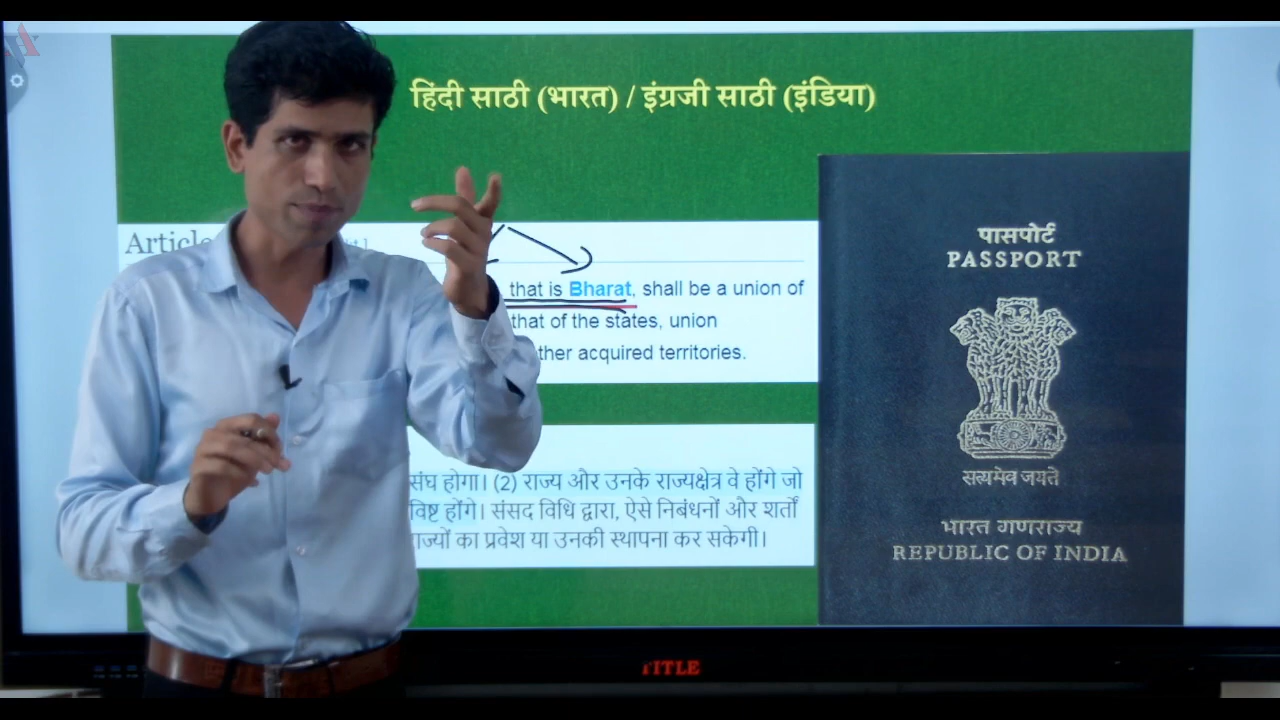 हिंदी साठी (भारत) / इंग्रजी साठी (इंडिया)
Article
that is Bharat, shall be a union of
that of the states, union
ther acquired territories.
संघ होगा। (2) राज्य और उनके राज्यक्षेत्र वे होंगे जो
विष्ट होंगे। संसद विधि द्वारा, ऐसे निबंधनों और शर्तों
राज्यों का प्रवेश या उनकी स्थापना कर सकेगी।
पासपोर्ट
PASSPORT
सत्यमेव जयते
भारत गणराज्य
REPUBLIC OF INDIA
TITLE